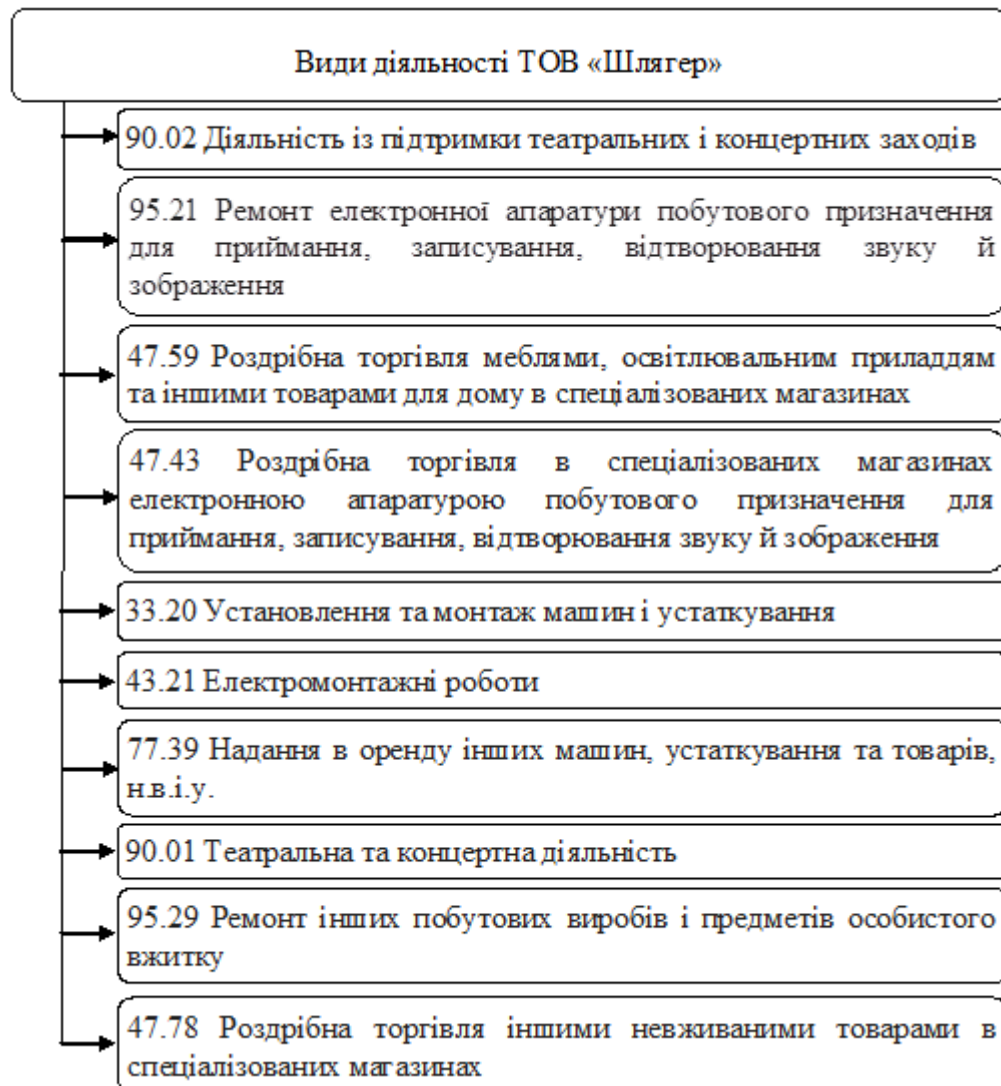 Види діяльності ТОВ «Шлягер»
90.02 Діяльність із підтримки театральних і концертних заходів
95.21 Ремонт електронної апаратури побутового призначення
для приймання, записування, відтворювання звуку й
зображення
47.59 Роздрібна торгівля меблями, освітлювальним приладдям
та іншими товарами для дому в спеціалізованих магазинах
47.43 Роздрібна торгівля в спеціалізованих магазинах
електронною апаратурою побутового призначення для
приймання, записування, відтворювання звуку й зображення
33.20 Установлення та монтаж машин і устаткування
43.21 Електромонтажні роботи
77.39 Надання в оренду інших машин, устаткування та товарів,
н.в.і.у.
90.01 Театральна та концертна діяльність
95.29 Ремонт інших побутових виробів і предметів особистого
вжитку
47.78 Роздрібна торгівля іншими невживаними товарами в
спеціалізованих магазинах